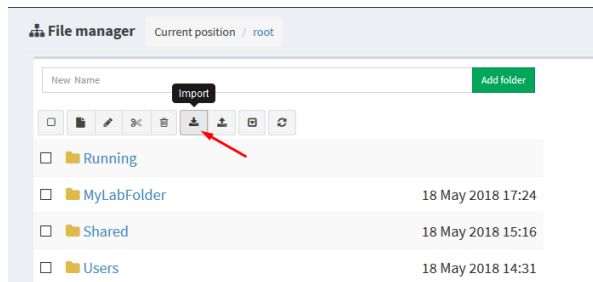 File manager Current position / root
New Name Add folder
Import
Running
MyLabFolder 18 May 2018 17:24
Shared 18 May 2018 15:16
Users 18 May 2018 14:31